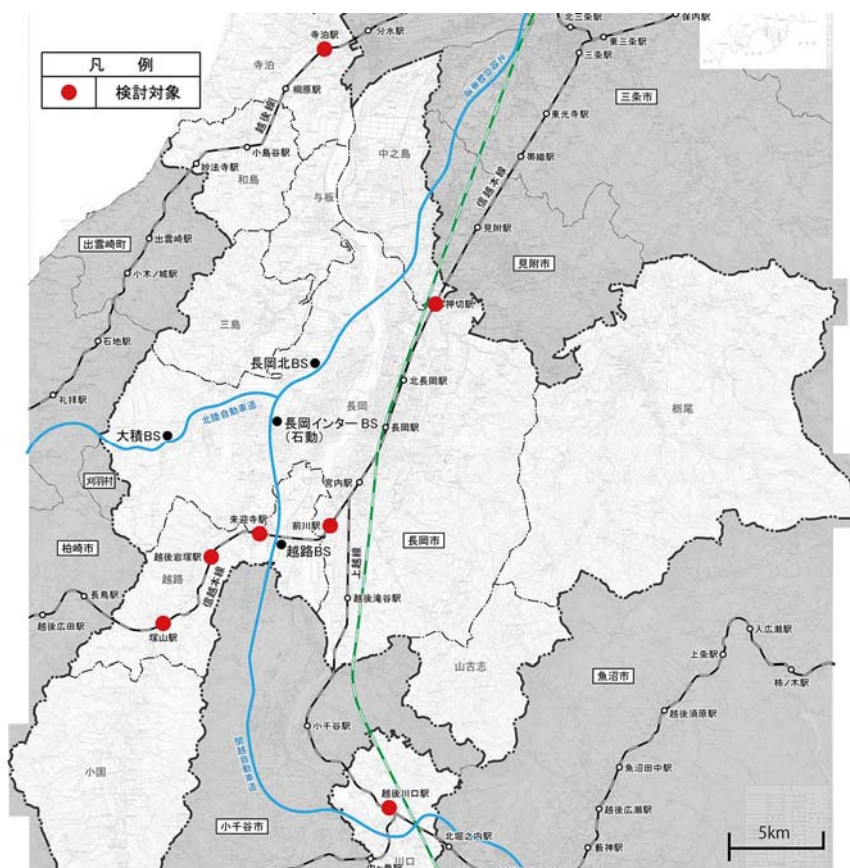 凡 例
検討対象
寺泊駅
分水駅
北三条駅
保内駅
東三条駅
三条駅
寺泊
桐原駅
越後線
北陸自動車道
三条市
東光寺駅
小島谷駅
中之島
帯織駅
妙法寺駅
和島
与板
信越本線
出雲崎町
出雲崎駅
見附駅
見附市
小木ノ城駅
押切駅
石地駅
三島
長岡北BS
北長岡駅
礼拝駅
北陸自動車道
長岡
栃尾
大積BS
長岡インターBS
(石動)
長岡駅
刈羽村
宮内駅
来迎寺駅
前川駅
長岡市
柏崎市
越後岩塚駅
越路BS
越路
信越本線
上越線
長鳥駅
越後滝谷駅
越後広田駅
塚山駅
入広瀬駅
山古志
上条駅
魚沼市
柿ノ木駅
小千谷駅
越後須原駅
関越自動車道
小国
魚沼田中駅
越後川口駅
小千谷市
越後広瀬駅
北堀之内駅
藪神駅
5km
川口